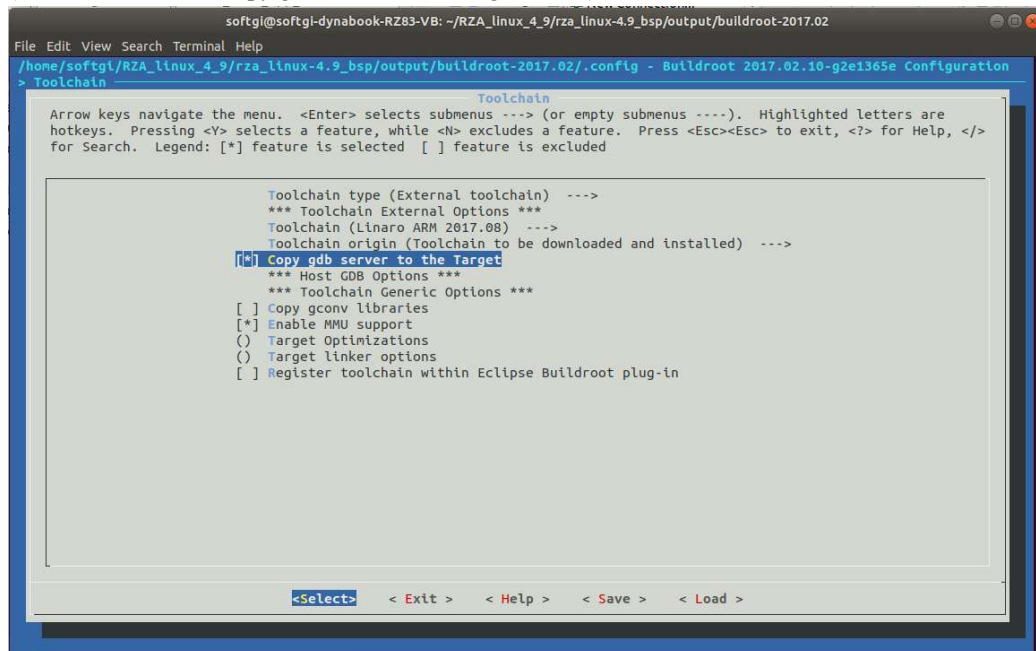 softgi@softgi-dynabook-RZ83-VB: ~/RZA_linux_4_9/rza_linux-4.9_bsp/output/buildroot-2017.02
File Edit View Search Terminal Help
/home/softgi/RZA_linux_4_9/rza_linux-4.9_bsp/output/buildroot-2017.02/.config - Buildroot 2017.02.10-g2e1365e Configuration
> Toolchain
Toolchain
Arrow keys navigate the menu. <Enter> selects submenus ---> (or empty submenus ----). Highlighted letters are
hotkeys. Pressing <Y> selects a feature, while <N> excludes a feature. Press <Esc><Esc> to exit, <?> for Help, </>
for Search. Legend: [*] feature is selected [ ] feature is excluded
Toolchain type (External toolchain) --->
*** Toolchain External Options ***
Toolchain (Linaro ARM 2017.08) --->
Toolchain origin (Toolchain to be downloaded and installed) --->
[*] Copy gdb server to the Target
*** Host GDB Options ***
*** Toolchain Generic Options ***
[ ] Copy gconv libraries
[*] Enable MMU support
() Target Optimizations
() Target linker options
[ ] Register toolchain within Eclipse Buildroot plug-in
<Select> < Exit > < Help > < Save > < Load >